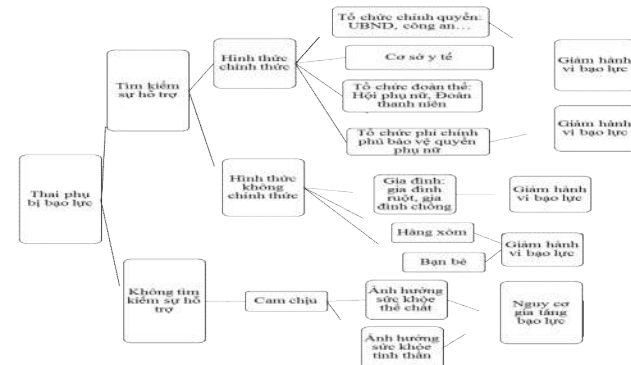 Tổ chức chính quyền:
UBND, công an…
Cơ sở y tế
Tổ chức đoàn thể:
Hội phụ nữ, Đoàn
thanh niên
Tổ chức phi chính
phủ bảo vệ quyền
phụ nữ
Hình thức
chính thức
Giảm hành
vi bạo lực
Giảm hành
vi bạo lực
Tìm kiếm
sự hỗ trợ
Thai phụ
bị bạo lực
Hình thức
không
chính thức
Gia đình:
gia đình
ruột, gia
đình chồng
Giảm hành
vi bạo lực
Hàng xóm
Bạn bè
Giảm hành
vi bạo lực
Không tìm
kiếm sự hỗ
trợ
Cam chịu
Ảnh hưởng
sức khỏe
thể chất
Ảnh hưởng
sức khỏe
tinh thần
Nguy cơ
gia tăng
bạo lực